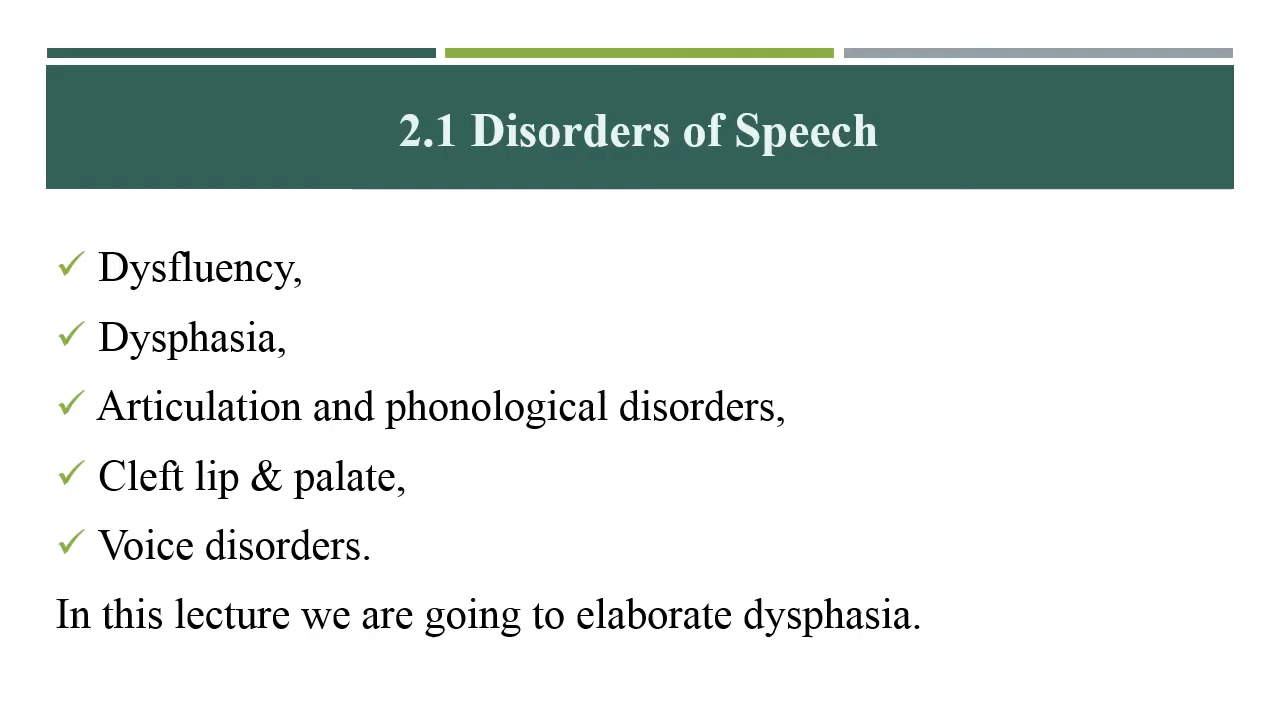 2.1 Disorders of Speech
✓ Dysfluency,
✓ Dysphasia,
✓ Articulation and phonological disorders,
✓ Cleft lip & palate,
✓ Voice disorders.
In this lecture we are going to elaborate dysphasia.